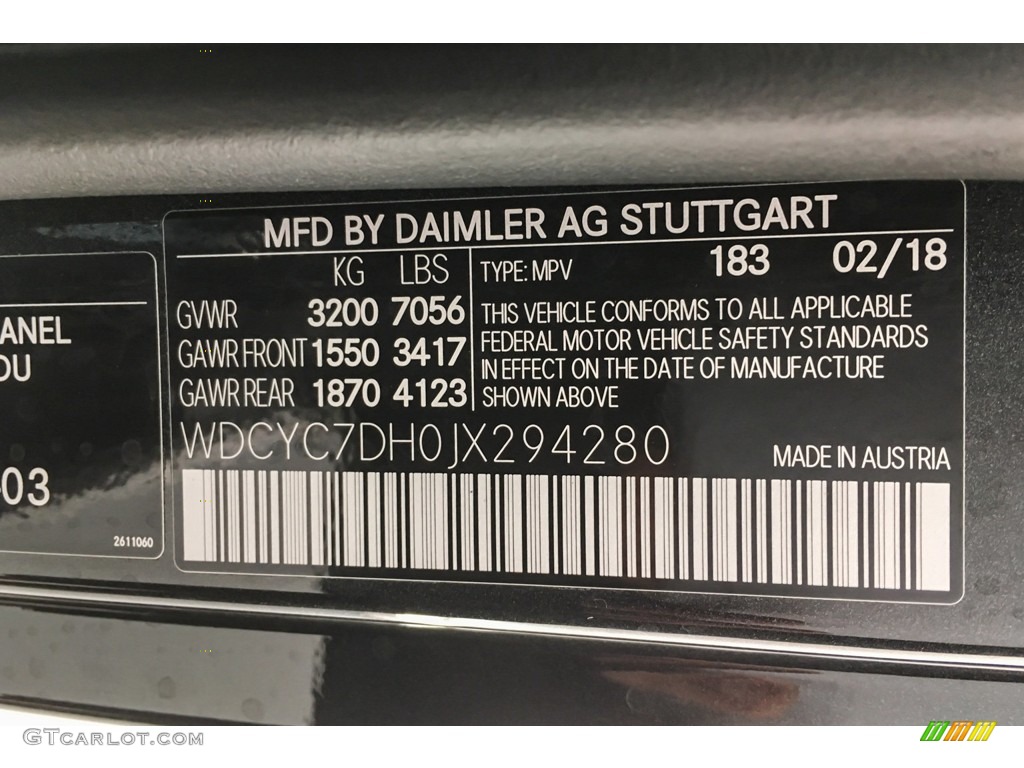 MFD BY DAIMLER AG STUTTGART
KG LBS
TYPE: MPV 183 02/18
GVWR 3200 7056
GAWR FRONT 1550 3417
GAWR REAR 1870 4123
THIS VEHICLE CONFORMS TO ALL APPLICABLE
FEDERAL MOTOR VEHICLE SAFETY STANDARDS
IN EFFECT ON THE DATE OF MANUFACTURE
SHOWN ABOVE
WDCYC7DH0JX294280
MADE IN AUSTRIA
ANEL
DU
03
2611060
GTCARLOT.COM